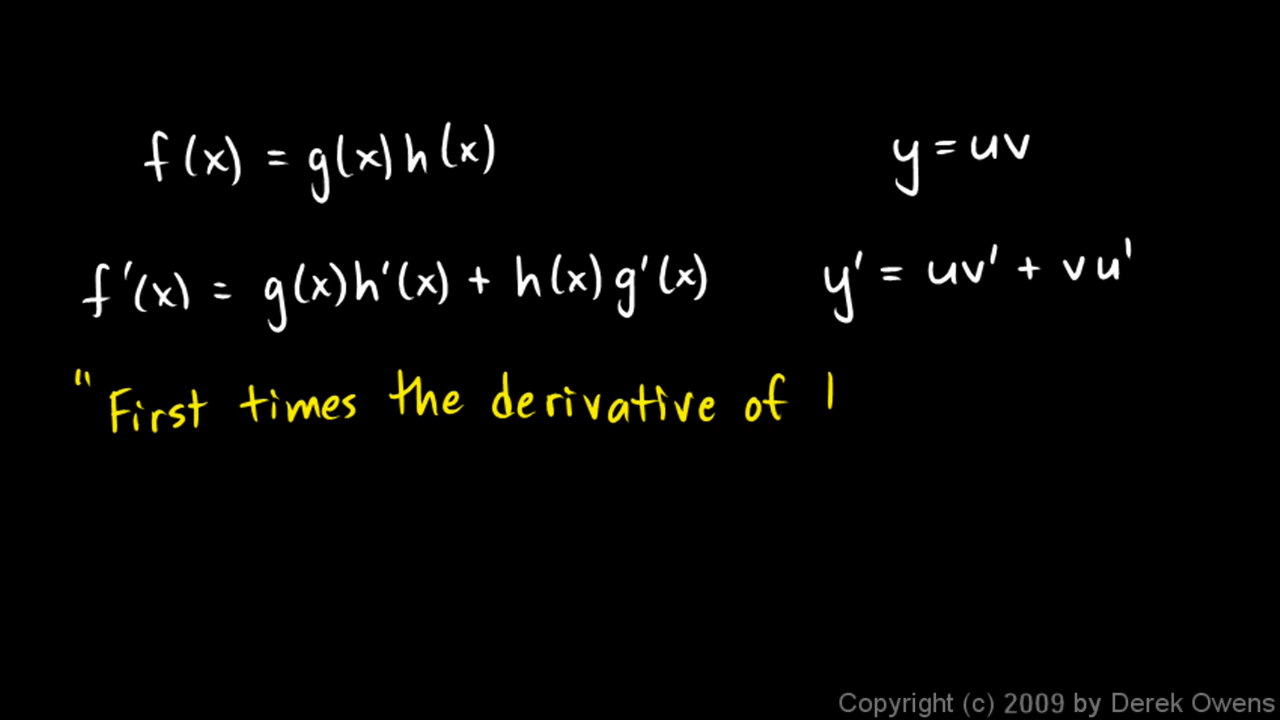 f(x) = g(x)h(x)
y = uv
f'(x) = g(x)h'(x) + h(x)g'(x)
y' = uv' + vu'
"First times the derivative of
Copyright (c) 2009 by Derek Owens